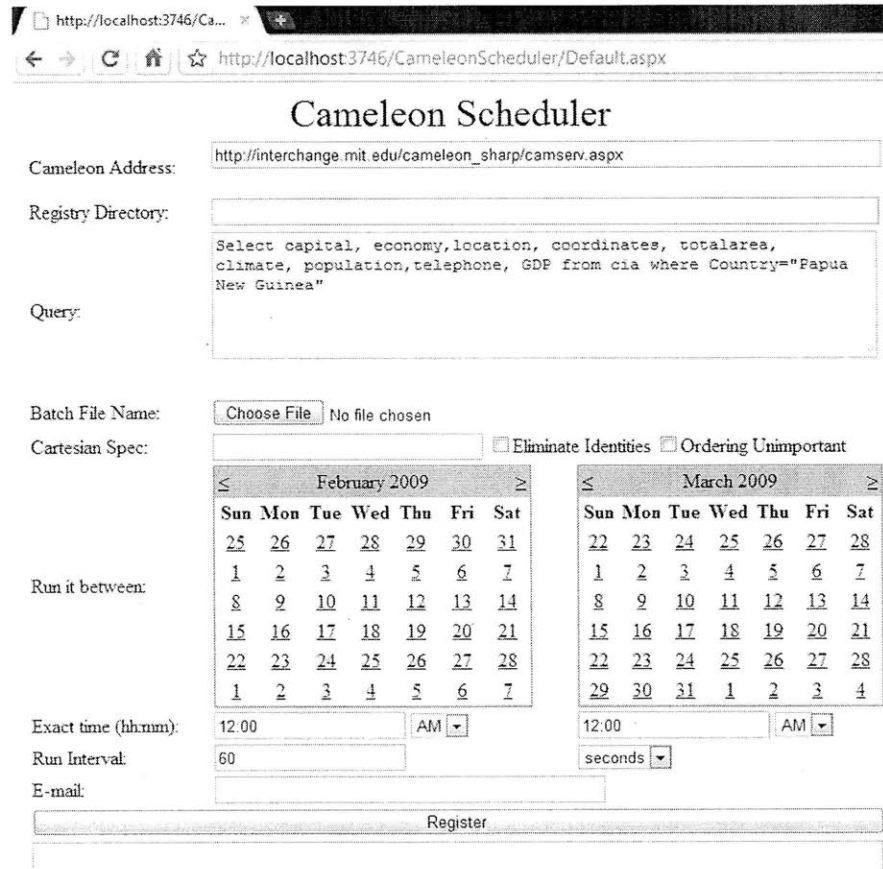 http://localhost:3746/Ca... ×
http://localhost:3746/CameleonScheduler/Default.aspx
Cameleon Scheduler
Cameleon Address: http://interchange.mit.edu/cameleon_sharp/camserv.aspx
Registry Directory:
Query:
Select capital, economy,location, coordinates, totalarea,
climate, population,telephone, GDP from cia where Country="Papua
New Guinea"
Batch File Name: Choose File No file chosen
Cartesian Spec: Eliminate Identities Ordering Unimportant
Run it between:
< February 2009 >
Sun Mon Tue Wed Thu Fri Sat
25 26 27 28 29 30 31
1 2 3 4 5 6 7
8 9 10 11 12 13 14
15 16 17 18 19 20 21
22 23 24 25 26 27 28
1 2 3 4 5 6 7
< March 2009 >
Sun Mon Tue Wed Thu Fri Sat
22 23 24 25 26 27 28
1 2 3 4 5 6 7
8 9 10 11 12 13 14
15 16 17 18 19 20 21
22 23 24 25 26 27 28
29 30 31 1 2 3 4
Exact time (hh:mm): 12:00 AM 12:00 AM
Run Interval: 60 seconds
E-mail:
Register